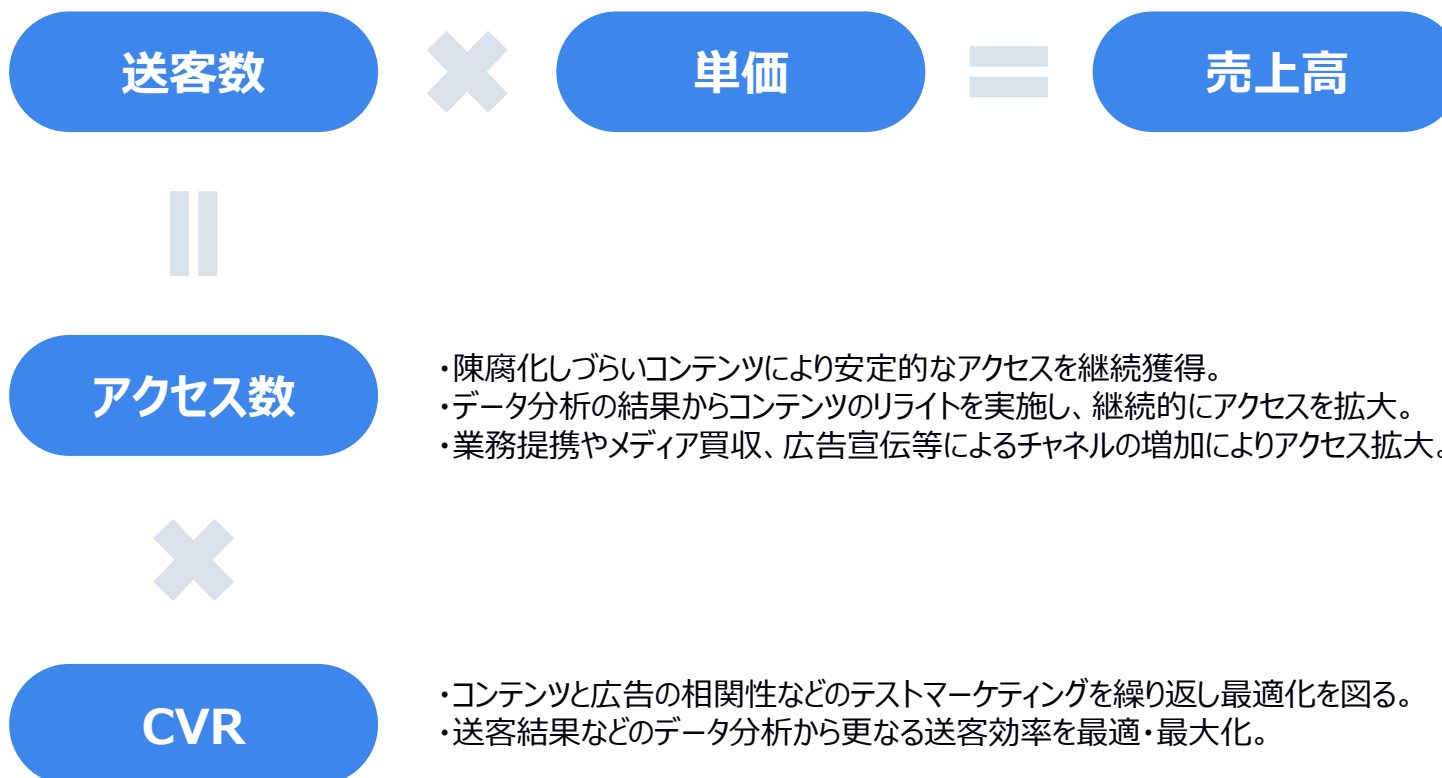 送客数
単価
売上高
アクセス数
・陳腐化しづらいコンテンツにより安定的なアクセスを継続獲得。
・データ分析の結果からコンテンツのリライトを実施し、継続的にアクセスを拡大。
・業務提携やメディア買収、広告宣伝等によるチャネルの増加によりアクセス拡大。
CVR
・コンテンツと広告の相関性などのテストマーケティングを繰り返し最適化を図る。
・送客結果などのデータ分析から更なる送客効率を最適・最大化。